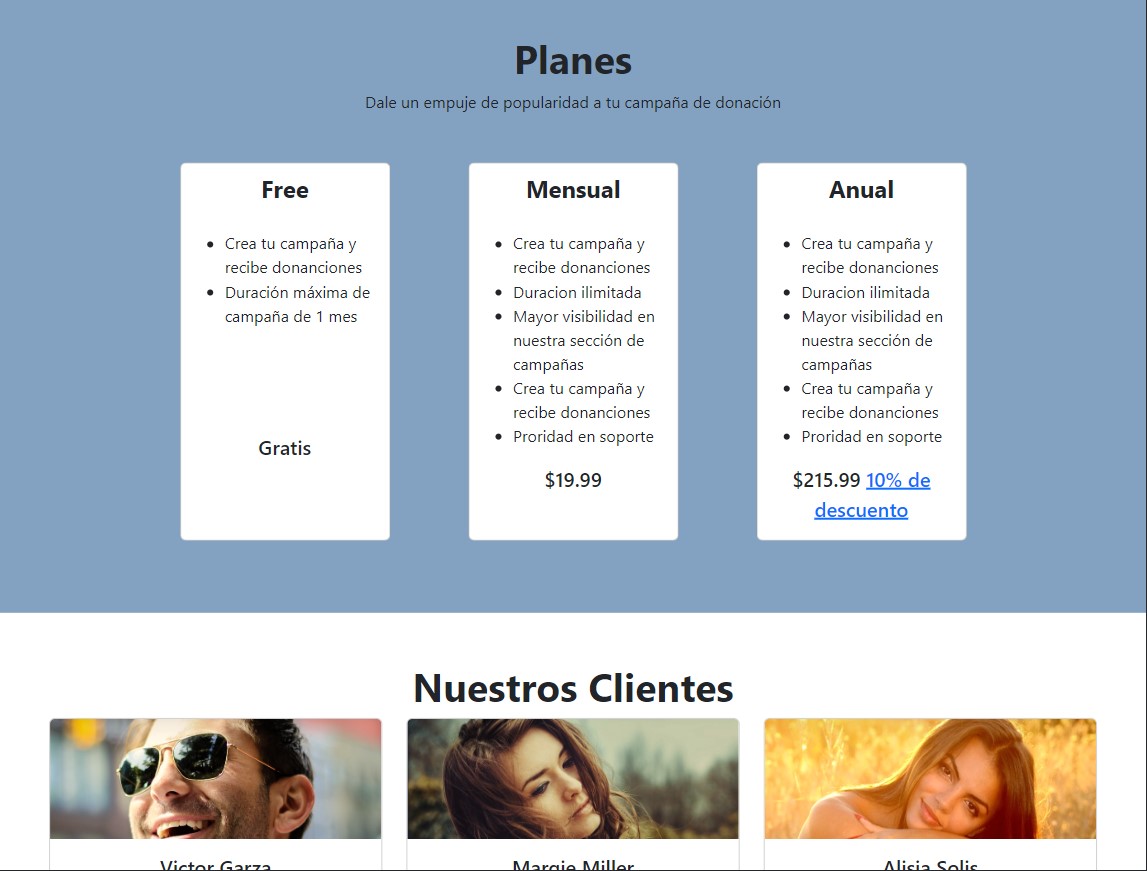 Planes
Dale un empuje de popularidad a tu campaña de donación
Free
Crea tu campaña y
recibe donanciones
Duración máxima de
campaña de 1 mes
Gratis
Mensual
Crea tu campaña y
recibe donanciones
Duracion ilimitada
Mayor visibilidad en
nuestra sección de
campañas
Crea tu campaña y
recibe donanciones
Proridad en soporte
$19.99
Anual
Crea tu campaña y
recibe donanciones
Duracion ilimitada
Mayor visibilidad en
nuestra sección de
campañas
Crea tu campaña y
recibe donanciones
Proridad en soporte
$215.99 10% de
descuento
Nuestros Clientes
Victor Garza
Margie Miller
Alisia Solis